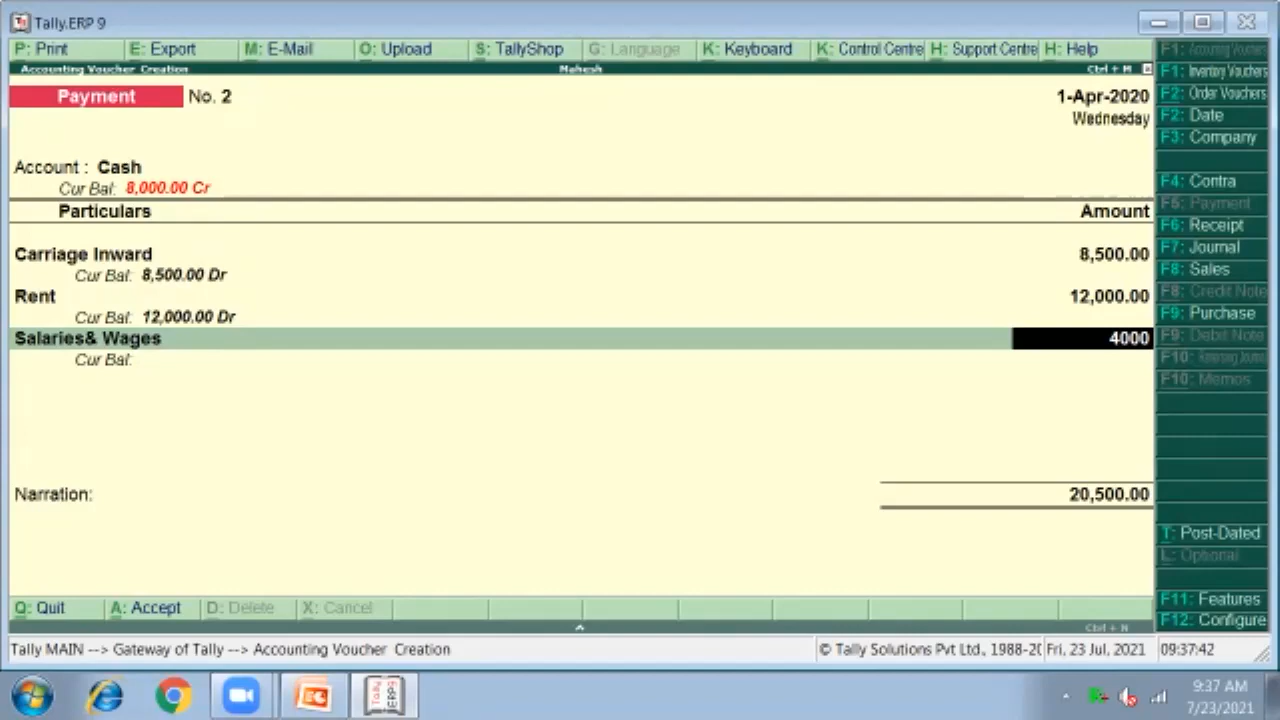 Tally.ERP 9
P: Print E: Export M: E-Mail O: Upload S: TallyShop G: Language K: Keyboard K: Control Centre H: Support Centre H: Help
Accounting Voucher Creation Mahesh Ctrl + M
Payment No. 2 1-Apr-2020
Wednesday
Account : Cash
Cur Bal: 8,000.00 Cr
Particulars Amount
Carriage Inward 8,500.00
Cur Bal: 8,500.00 Dr
Rent 12,000.00
Cur Bal: 12,000.00 Dr
Salaries& Wages 4000
Cur Bal:
Narration: 20,500.00
Q: Quit A: Accept D: Delete X: Cancel
Ctrl + N
F1: Accounting Vouchers
F1: Inventory Vouchers
F2: Order Vouchers
F2: Date
F3: Company
F4: Contra
F5: Payment
F6: Receipt
F7: Journal
F8: Sales
F8: Credit Note
F9: Purchase
F9: Debit Note
F10: Reversing Journal
F10: Memos
T: Post-Dated
L: Optional
F11: Features
F12: Configure
Tally MAIN --> Gateway of Tally --> Accounting Voucher Creation © Tally Solutions Pvt Ltd., 1988-20 Fri, 23 Jul, 2021 09:37:42
Tally ERP9
9:37 AM
7/23/2021